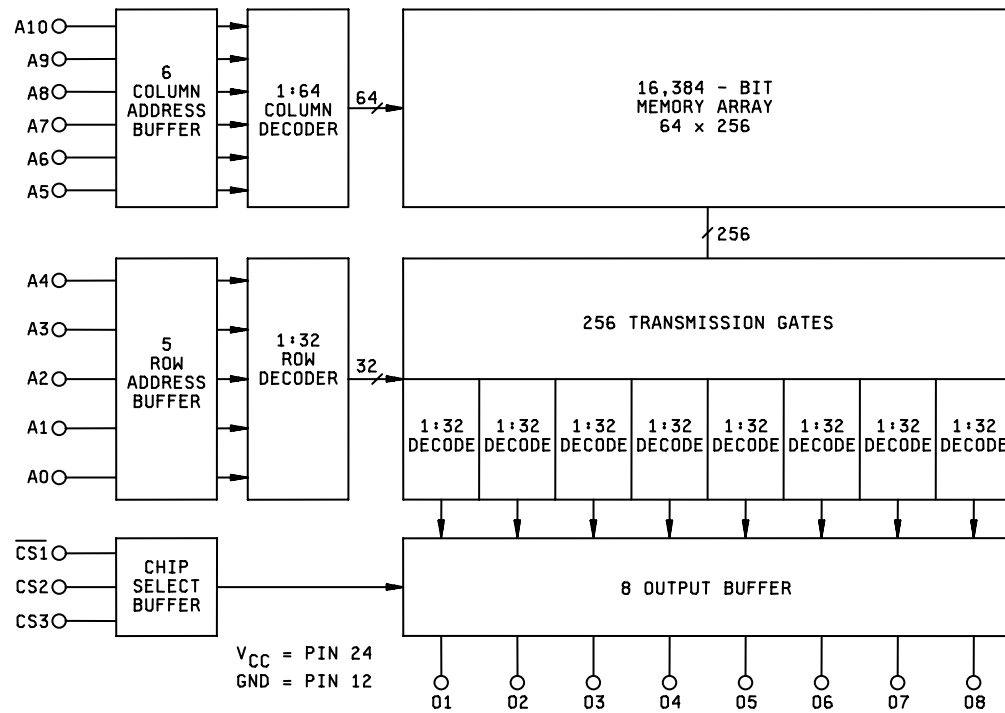 A10
A9
A8
A7
A6
A5
6
COLUMN
ADDRESS
BUFFER
1:64
COLUMN
DECODER
64
16,384 - BIT
MEMORY ARRAY
64 x 256
256
A4
A3
A2
A1
A0
5
ROW
ADDRESS
BUFFER
1:32
ROW
DECODER
32
256 TRANSMISSION GATES
1:32
DECODE
1:32
DECODE
1:32
DECODE
1:32
DECODE
1:32
DECODE
1:32
DECODE
1:32
DECODE
1:32
DECODE
C̅S̅1̅
CS2
CS3
CHIP
SELECT
BUFFER
8 OUTPUT BUFFER
VCC = PIN 24
GND = PIN 12
O1
O2
O3
O4
O5
O6
O7
O8